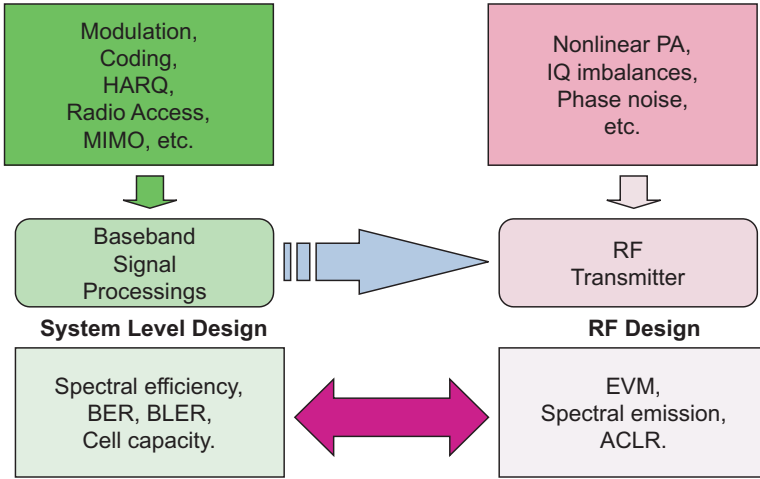 Modulation,
Coding,
HARQ,
Radio Access,
MIMO, etc.
Nonlinear PA,
IQ imbalances,
Phase noise,
etc.
Baseband
Signal
Processings
RF
Transmitter
System Level Design
RF Design
Spectral efficiency,
BER, BLER,
Cell capacity.
EVM,
Spectral emission,
ACLR.